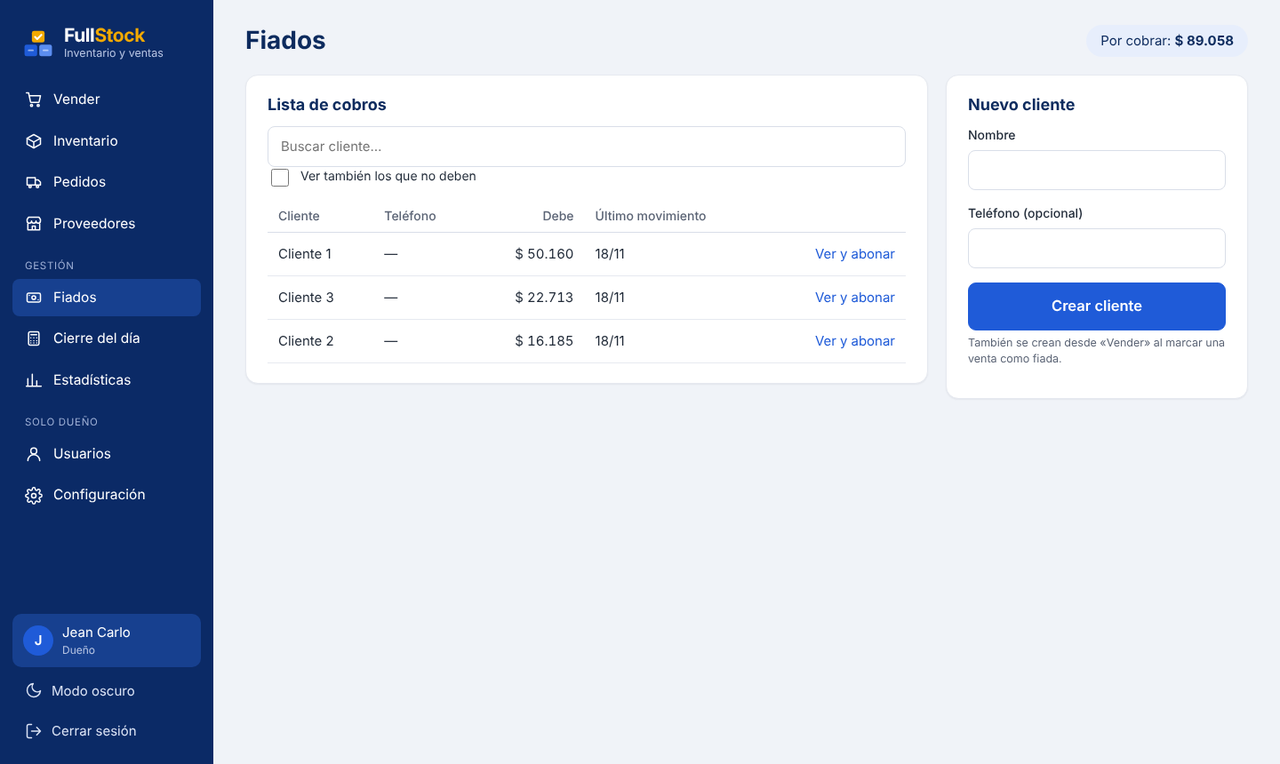 FullStock
Inventario y ventas
Vender
Inventario
Pedidos
Proveedores
GESTIÓN
Fiados
Cierre del día
Estadísticas
SOLO DUEÑO
Usuarios
Configuración
J
Jean Carlo
Dueño
Modo oscuro
Cerrar sesión
Fiados
Por cobrar: $ 89.058
Lista de cobros
Buscar cliente...
Ver también los que no deben
Cliente Teléfono Debe Último movimiento
Cliente 1 — $ 50.160 18/11 Ver y abonar
Cliente 3 — $ 22.713 18/11 Ver y abonar
Cliente 2 — $ 16.185 18/11 Ver y abonar
Nuevo cliente
Nombre
Teléfono (opcional)
Crear cliente
También se crean desde «Vender» al marcar una
venta como fiada.